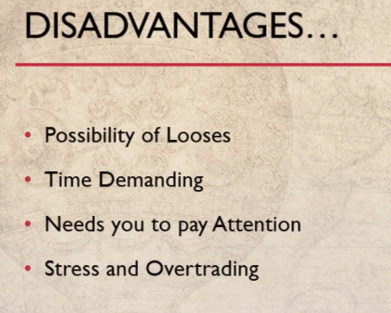 DISADVANTAGES...
• Possibility of Looses
• Time Demanding
• Needs you to pay Attention
• Stress and Overtrading